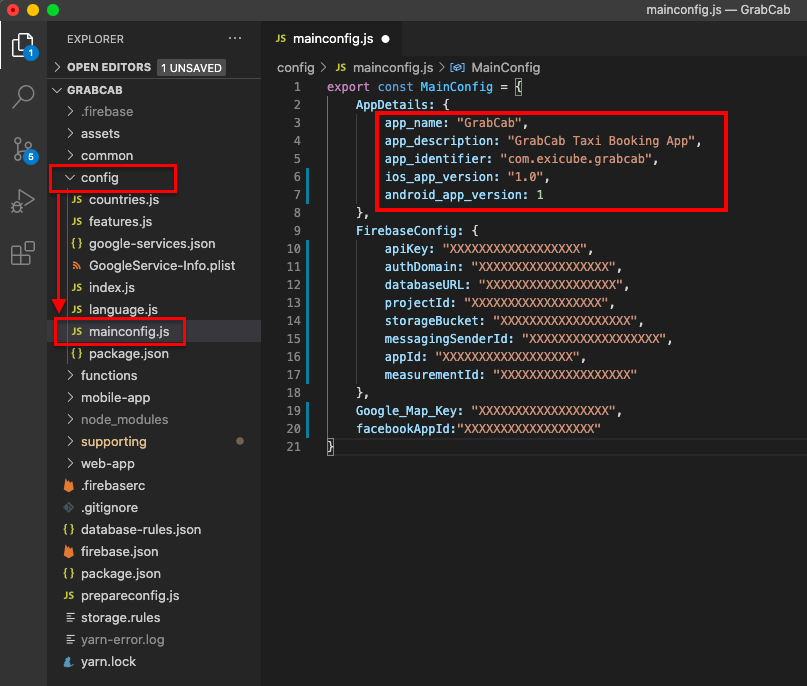 mainconfig.js — GrabCab
EXPLORER
mainconfig.js
1
OPEN EDITORS 1 UNSAVED
GRABCAB
.firebase
assets
common
config
countries.js
features.js
google-services.json
GoogleService-Info.plist
index.js
language.js
mainconfig.js
package.json
functions
mobile-app
node_modules
supporting
web-app
.firebaserc
.gitignore
database-rules.json
firebase.json
package.json
prepareconfig.js
storage.rules
yarn-error.log
yarn.lock
5
JS mainconfig.js
config > JS mainconfig.js > MainConfig
1 export const MainConfig = {
2 AppDetails: {
3 app_name: "GrabCab",
4 app_description: "GrabCab Taxi Booking App",
5 app_identifier: "com.exicube.grabcab",
6 ios_app_version: "1.0",
7 android_app_version: 1
8 },
9 FirebaseConfig: {
10 apiKey: "XXXXXXXXXXXXXXXXXX",
11 authDomain: "XXXXXXXXXXXXXXXXXX",
12 databaseURL: "XXXXXXXXXXXXXXXXXX",
13 projectId: "XXXXXXXXXXXXXXXXXX",
14 storageBucket: "XXXXXXXXXXXXXXXXXX",
15 messagingSenderId: "XXXXXXXXXXXXXXXXXX",
16 appId: "XXXXXXXXXXXXXXXXXX",
17 measurementId: "XXXXXXXXXXXXXXXXXX"
18 },
19 Google_Map_Key: "XXXXXXXXXXXXXXXXXX",
20 facebookAppId:"XXXXXXXXXXXXXXXXXX"
21 }